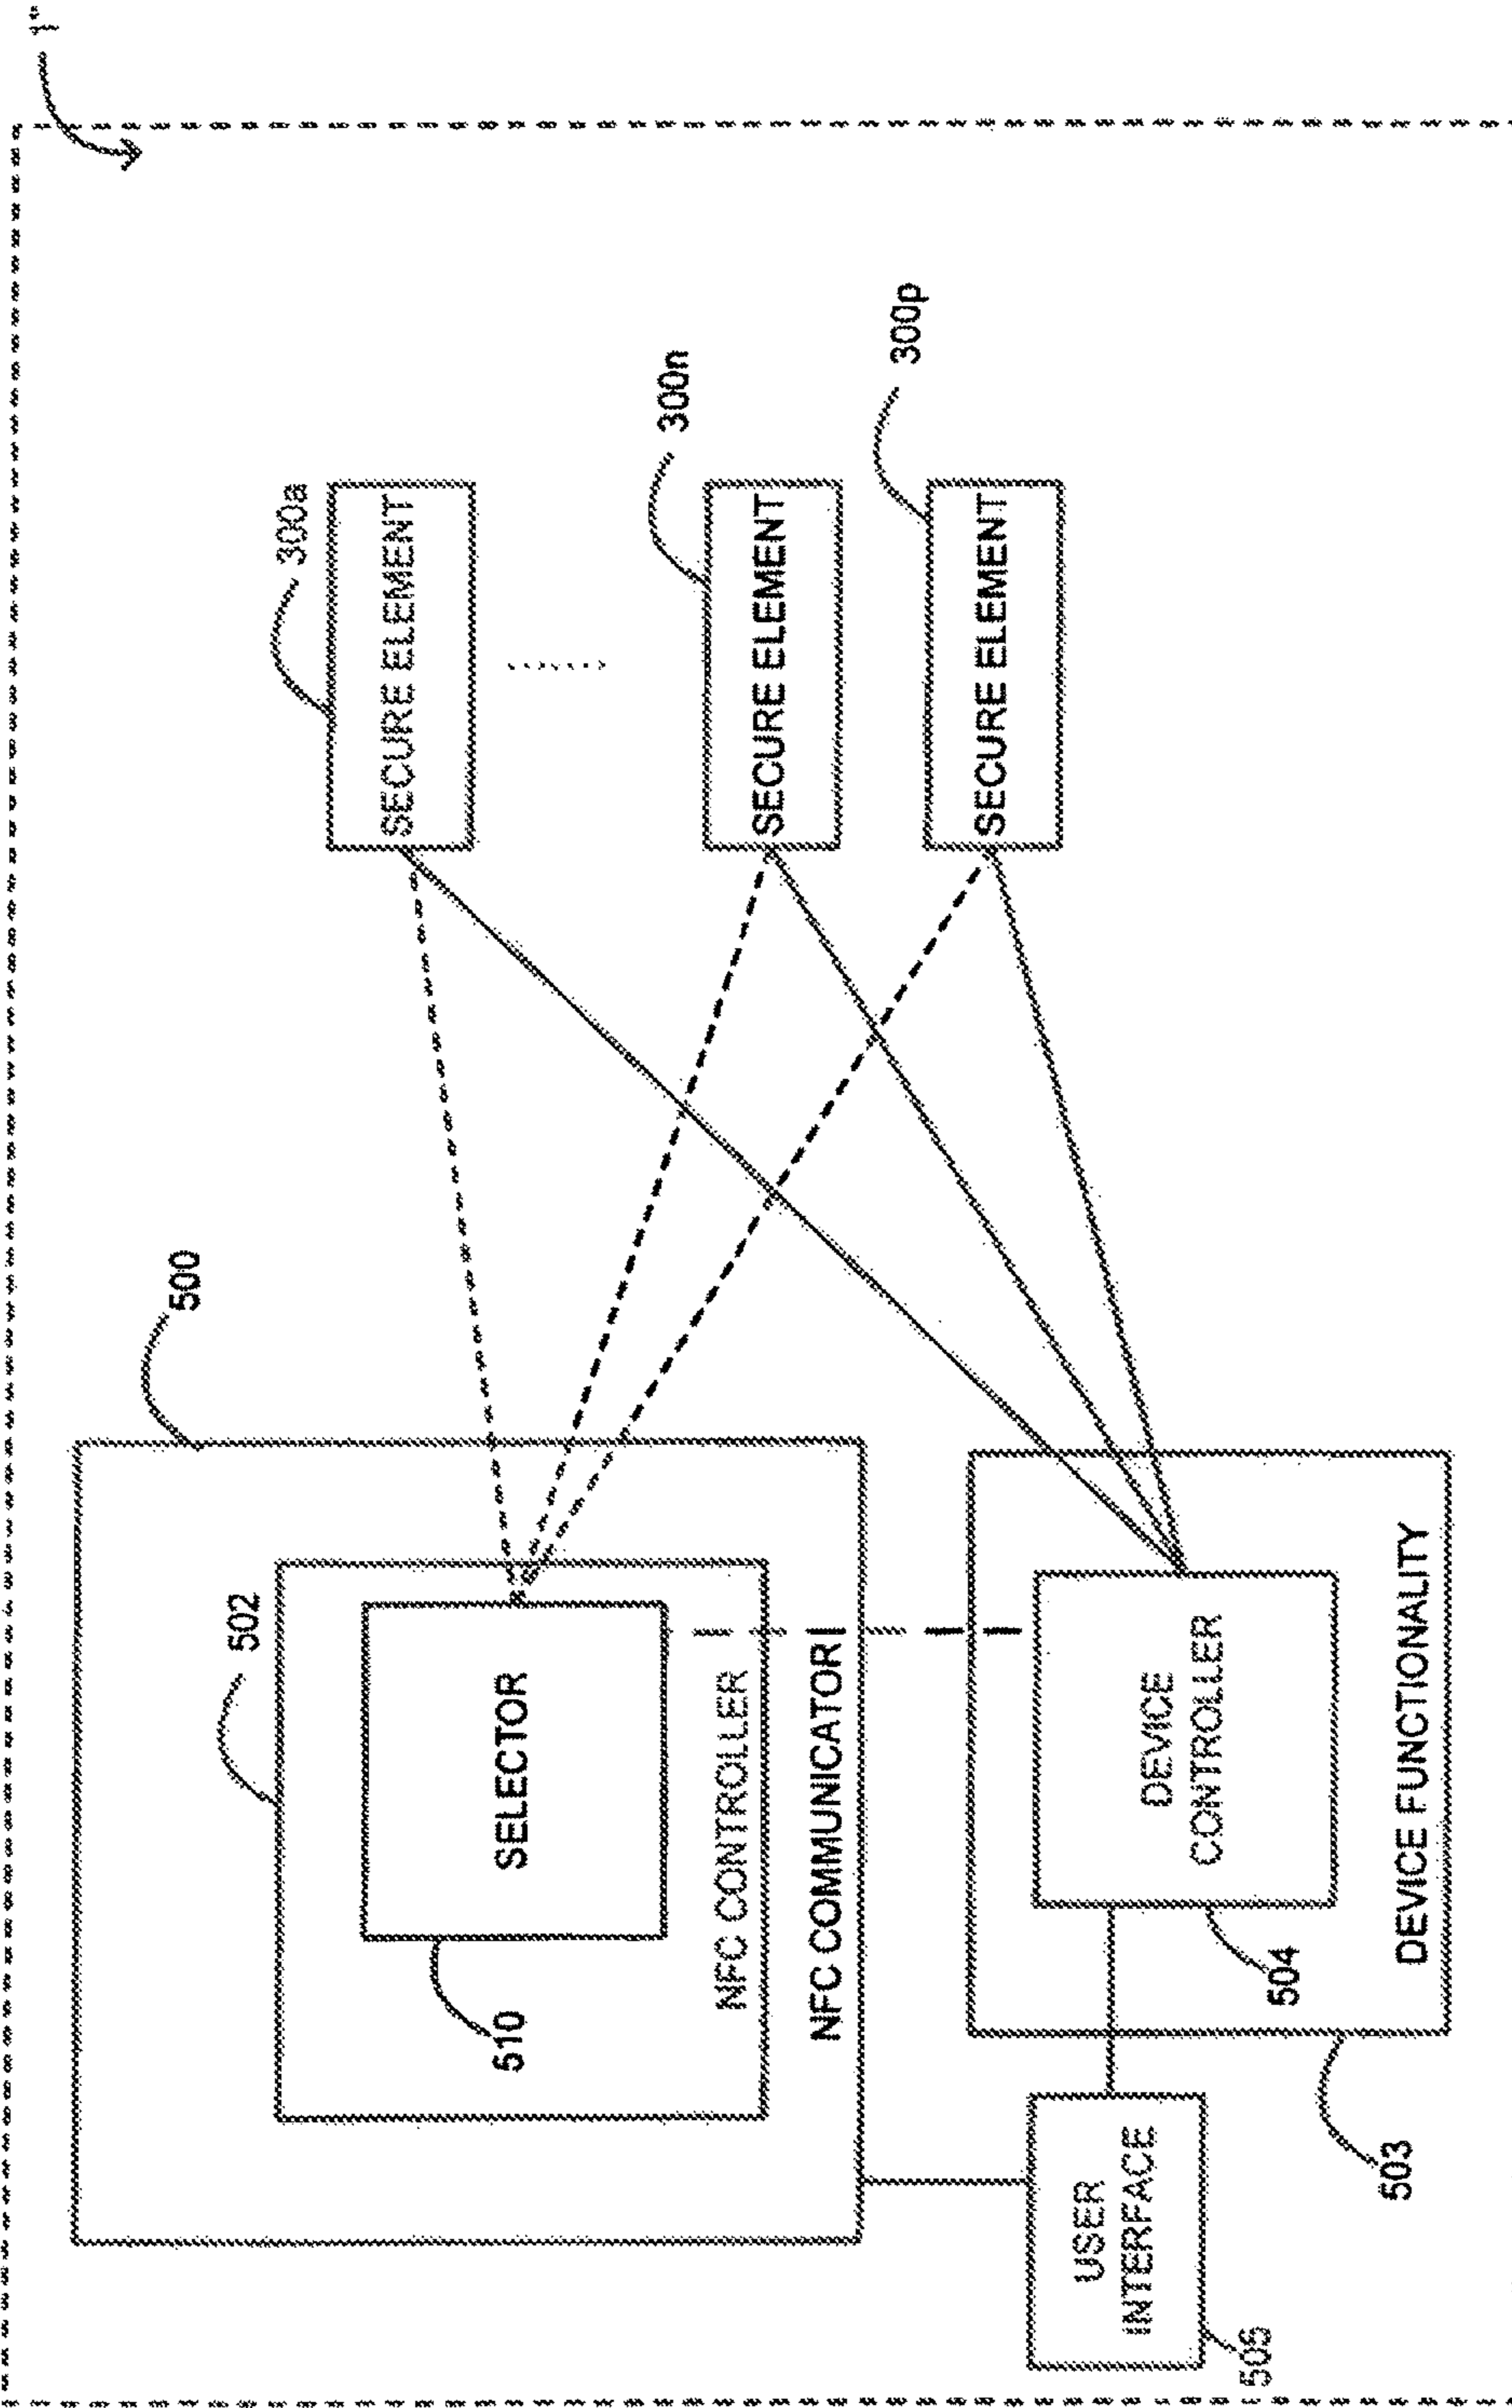 1"
500
502
SELECTOR
510
NFC CONTROLLER
NFC COMMUNICATOR
300a
SECURE ELEMENT
300n
SECURE ELEMENT
300p
SECURE ELEMENT
USER
INTERFACE
505
DEVICE
CONTROLLER
504
DEVICE FUNCTIONALITY
503